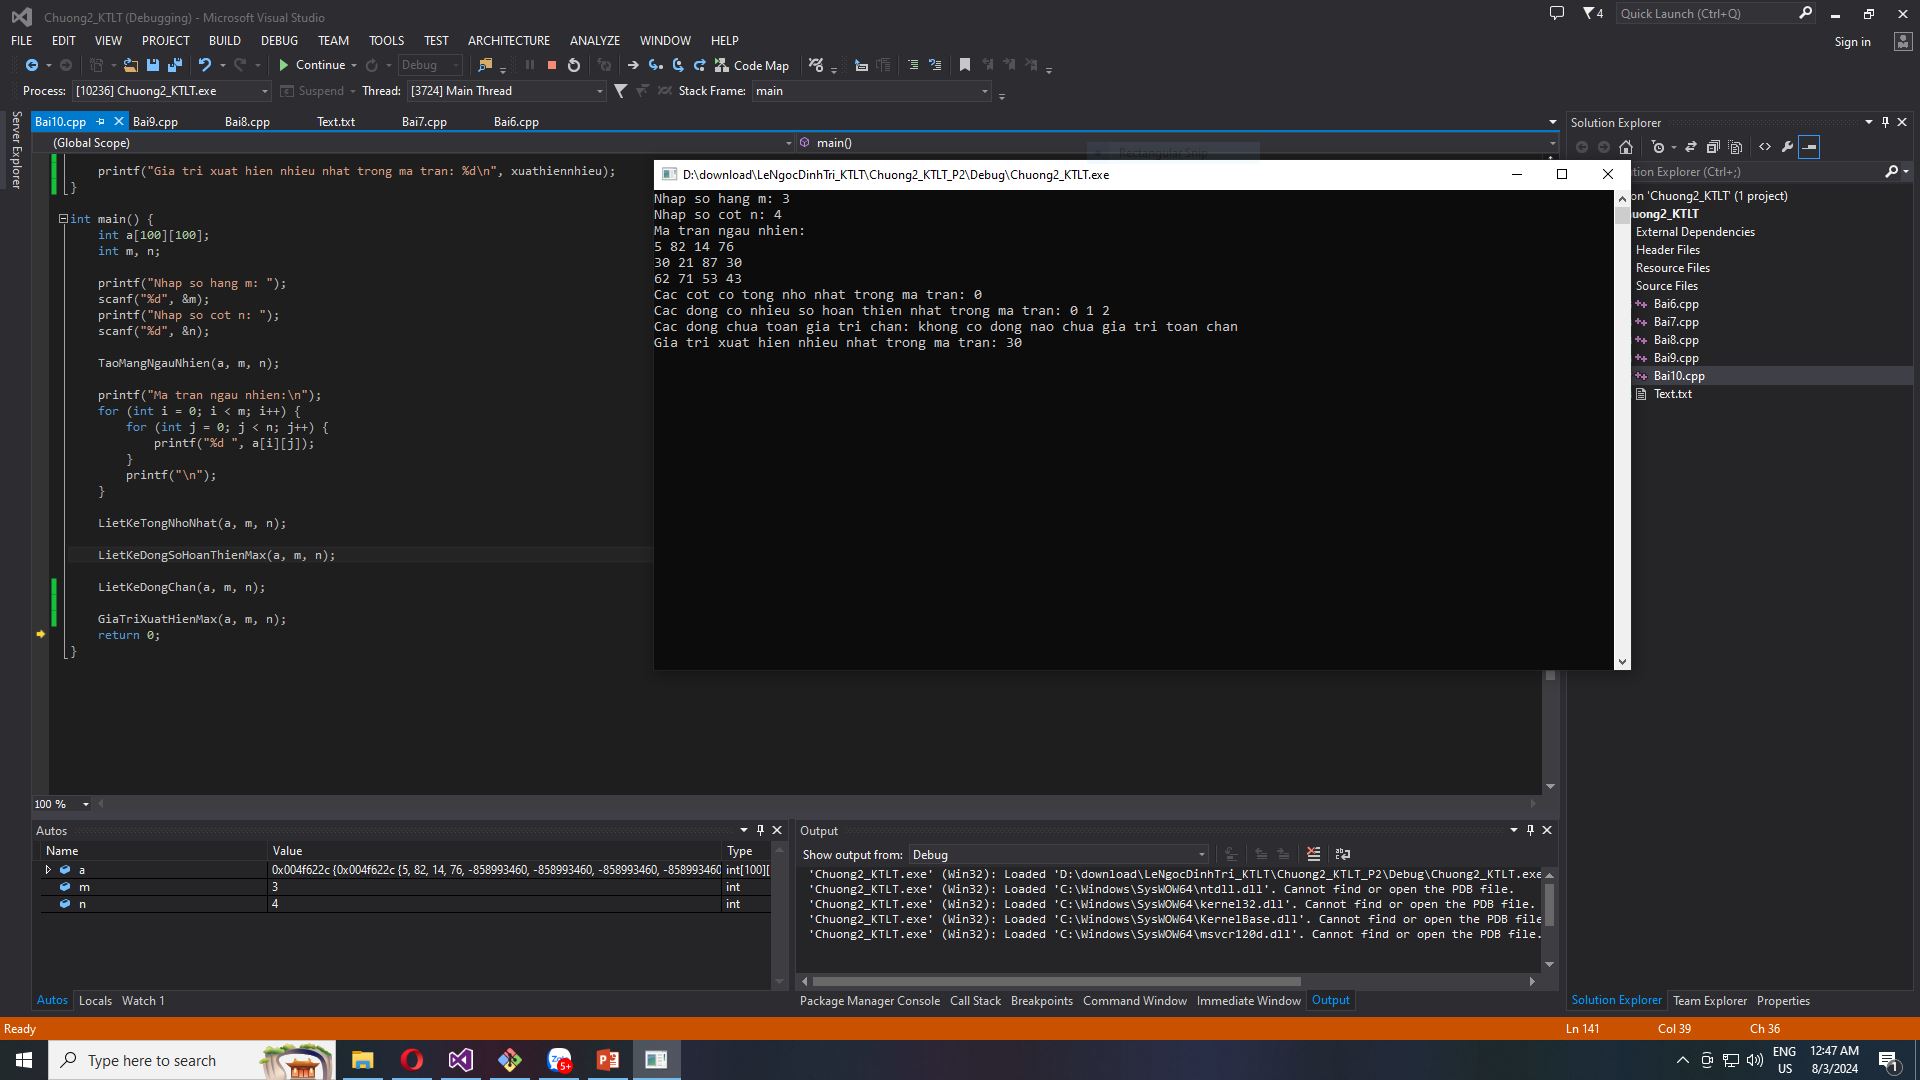 Chuong2_KTLT (Debugging) - Microsoft Visual Studio
4
Quick Launch (Ctrl+Q)
FILE EDIT VIEW PROJECT BUILD DEBUG TEAM TOOLS TEST ARCHITECTURE ANALYZE WINDOW HELP
Sign in
Continue Debug Code Map
Process: [10236] Chuong2_KTLT.exe Suspend Thread: [3724] Main Thread Stack Frame: main
Server Explorer
Bai10.cpp Bai9.cpp Bai8.cpp Text.txt Bai7.cpp Bai6.cpp
(Global Scope) main()
printf("Gia tri xuat hien nhieu nhat trong ma tran: %d\n", xuathiennhieu);
}
int main() {
int a[100][100];
int m, n;
printf("Nhap so hang m: ");
scanf("%d", &m);
printf("Nhap so cot n: ");
scanf("%d", &n);
TaoMangNgauNhien(a, m, n);
printf("Ma tran ngau nhien:\n");
for (int i = 0; i < m; i++) {
for (int j = 0; j < n; j++) {
printf("%d ", a[i][j]);
}
printf("\n");
}
LietKeTongNhoNhat(a, m, n);
LietKeDongSoHoanThienMax(a, m, n);
LietKeDongChan(a, m, n);
GiaTriXuatHienMax(a, m, n);
return 0;
}
Rectangular Snip
D:\download\LeNgocDinhTri_KTLT\Chuong2_KTLT_P2\Debug\Chuong2_KTLT.exe
Nhap so hang m: 3
Nhap so cot n: 4
Ma tran ngau nhien:
5 82 14 76
30 21 87 30
62 71 53 43
Cac cot co tong nho nhat trong ma tran: 0
Cac dong co nhieu so hoan thien nhat trong ma tran: 0 1 2
Cac dong chua toan gia tri chan: khong co dong nao chua gia tri toan chan
Gia tri xuat hien nhieu nhat trong ma tran: 30
Solution Explorer
Explorer (Ctrl+;)
'Chuong2_KTLT' (1 project)
External Dependencies
Header Files
Resource Files
Source Files
Bai6.cpp
Bai7.cpp
Bai8.cpp
Bai9.cpp
Bai10.cpp
Text.txt
100 %
Autos
Name Value Type
a 0x004f622c {0x004f622c {5, 82, 14, 76, -858993460, -858993460, -858993460, -858993460 int[100][
m 3 int
n 4 int
Autos Locals Watch 1
Output
Show output from: Debug
'Chuong2_KTLT.exe' (Win32): Loaded 'D:\download\LeNgocDinhTri_KTLT\Chuong2_KTLT_P2\Debug\Chuong2_KTLT.exe
'Chuong2_KTLT.exe' (Win32): Loaded 'C:\Windows\SysWOW64\ntdll.dll'. Cannot find or open the PDB file.
'Chuong2_KTLT.exe' (Win32): Loaded 'C:\Windows\SysWOW64\kernel32.dll'. Cannot find or open the PDB file.
'Chuong2_KTLT.exe' (Win32): Loaded 'C:\Windows\SysWOW64\KernelBase.dll'. Cannot find or open the PDB file.
'Chuong2_KTLT.exe' (Win32): Loaded 'C:\Windows\SysWOW64\msvcr120d.dll'. Cannot find or open the PDB file.
Package Manager Console Call Stack Breakpoints Command Window Immediate Window Output
Solution Explorer Team Explorer Properties
Ready Ln 141 Col 39 Ch 36
Type here to search
5+
ENG
US
12:47 AM
8/3/2024
1